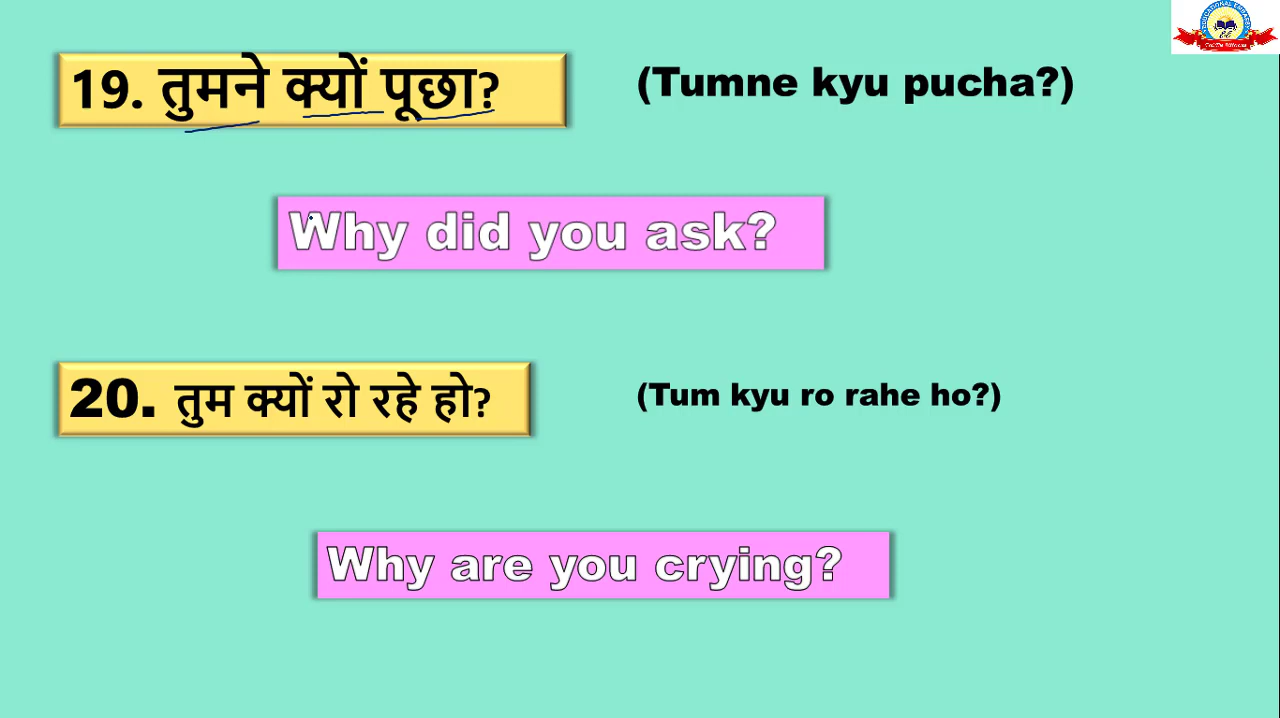 19. तुमने क्यों पूछा?
(Tumne kyu pucha?)
Why did you ask?
20. तुम क्यों रो रहे हो?
(Tum kyu ro rahe ho?)
Why are you crying?